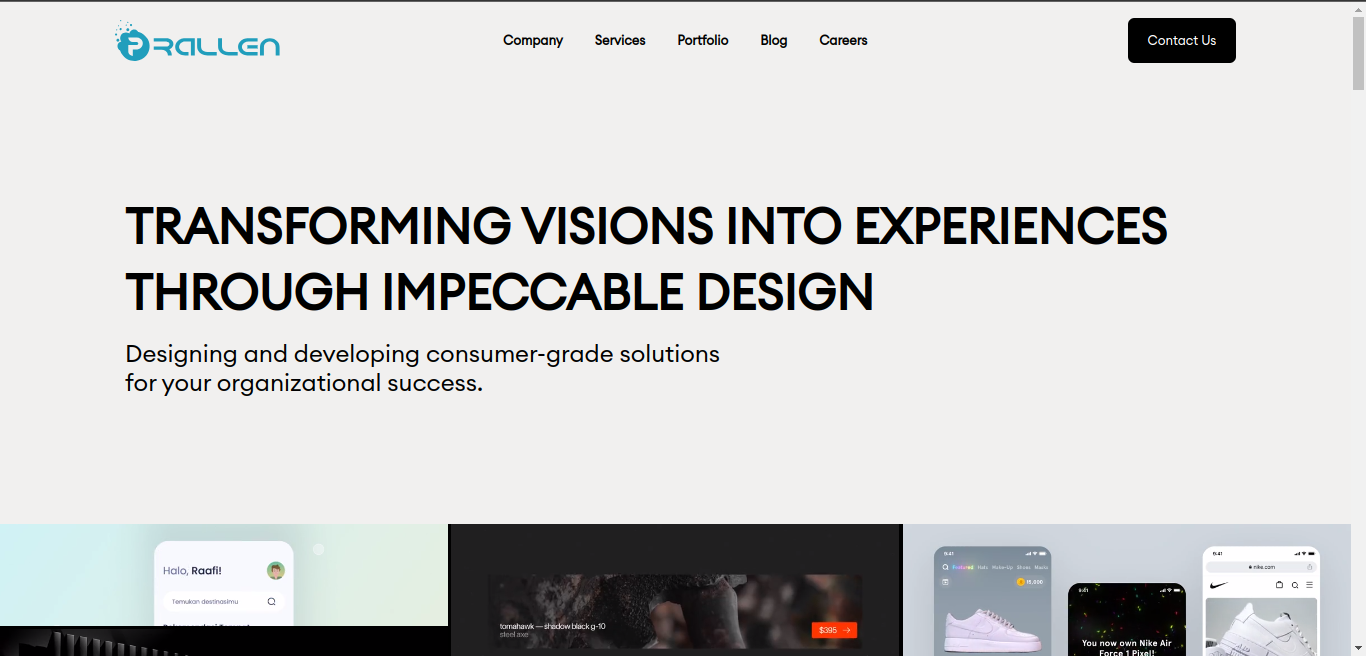 PRALLEN
Company Services Portfolio Blog Careers
Contact Us
TRANSFORMING VISIONS INTO EXPERIENCES
THROUGH IMPECCABLE DESIGN
Designing and developing consumer-grade solutions
for your organizational success.
Halo, Raafi!
Temukan destinasimu
tomahawk — shadow black g-10
steel axe
$395 →
9:41
Featured Hats Make-Up Shoes Masks
15,600
9:41
You now own Nike Air
Force 1 Pixel!
9:41
nike.com